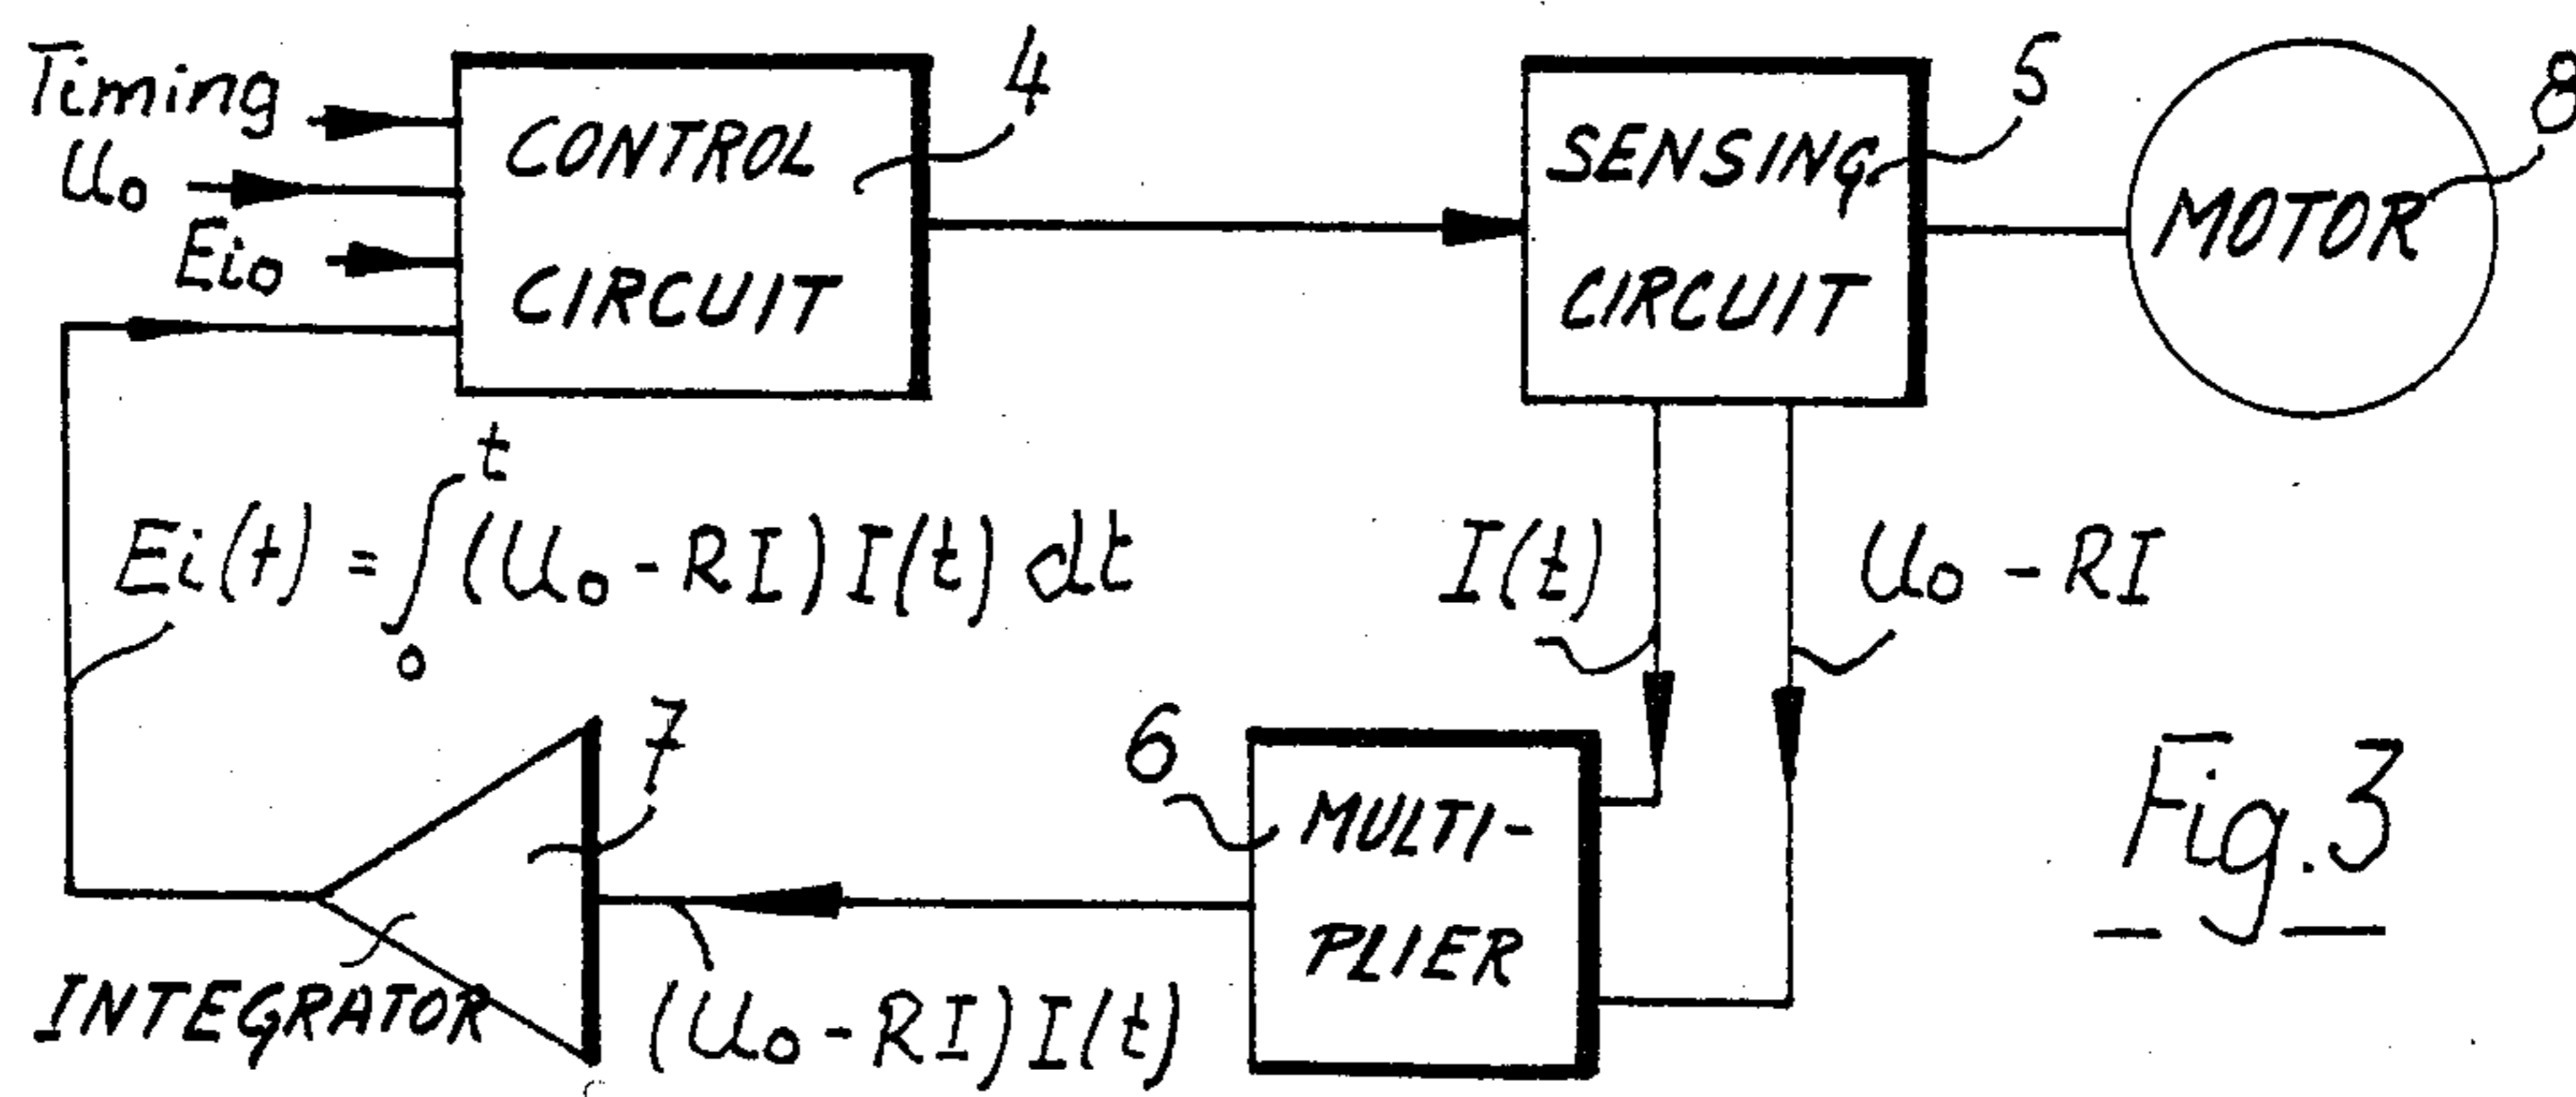 Timing
U₀
Ei₀
CONTROL
CIRCUIT
4
SENSING
CIRCUIT
5
MOTOR
8
Ei(t) = ∫₀ᵗ (U₀ - RI) I(t) dt
I(t)
U₀ - RI
7
INTEGRATOR
(U₀ - RI) I(t)
6
MULTI-
PLIER
Fig. 3